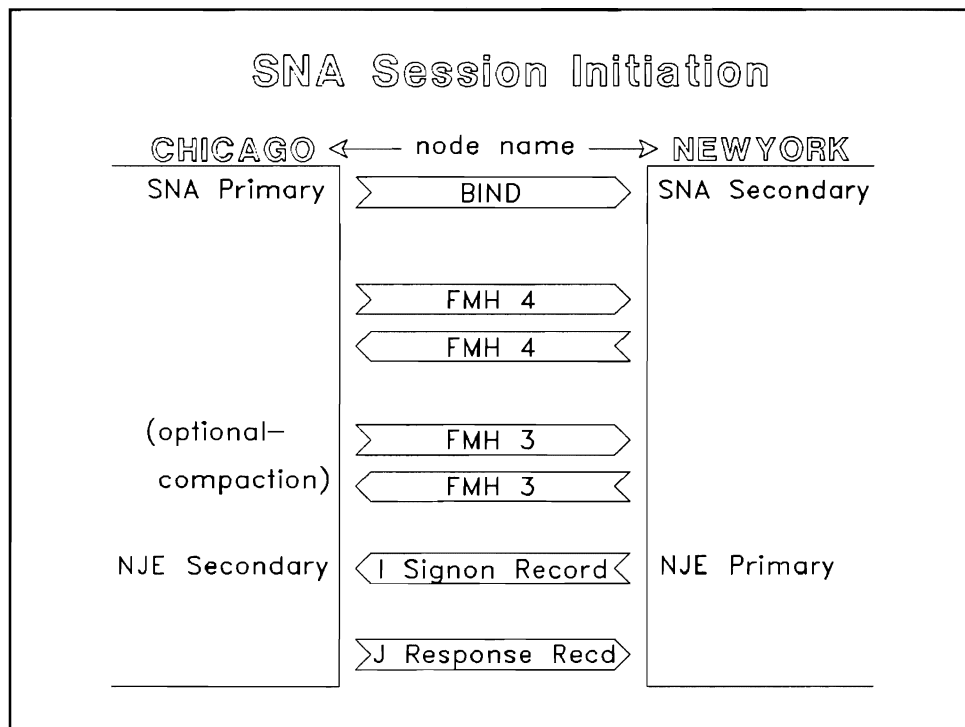 SNA Session Initiation
CHICAGO node name NEWYORK
SNA Primary BIND SNA Secondary
FMH 4
FMH 4
(optional–
compaction)
FMH 3
FMH 3
NJE Secondary I Signon Record NJE Primary
J Response Recd